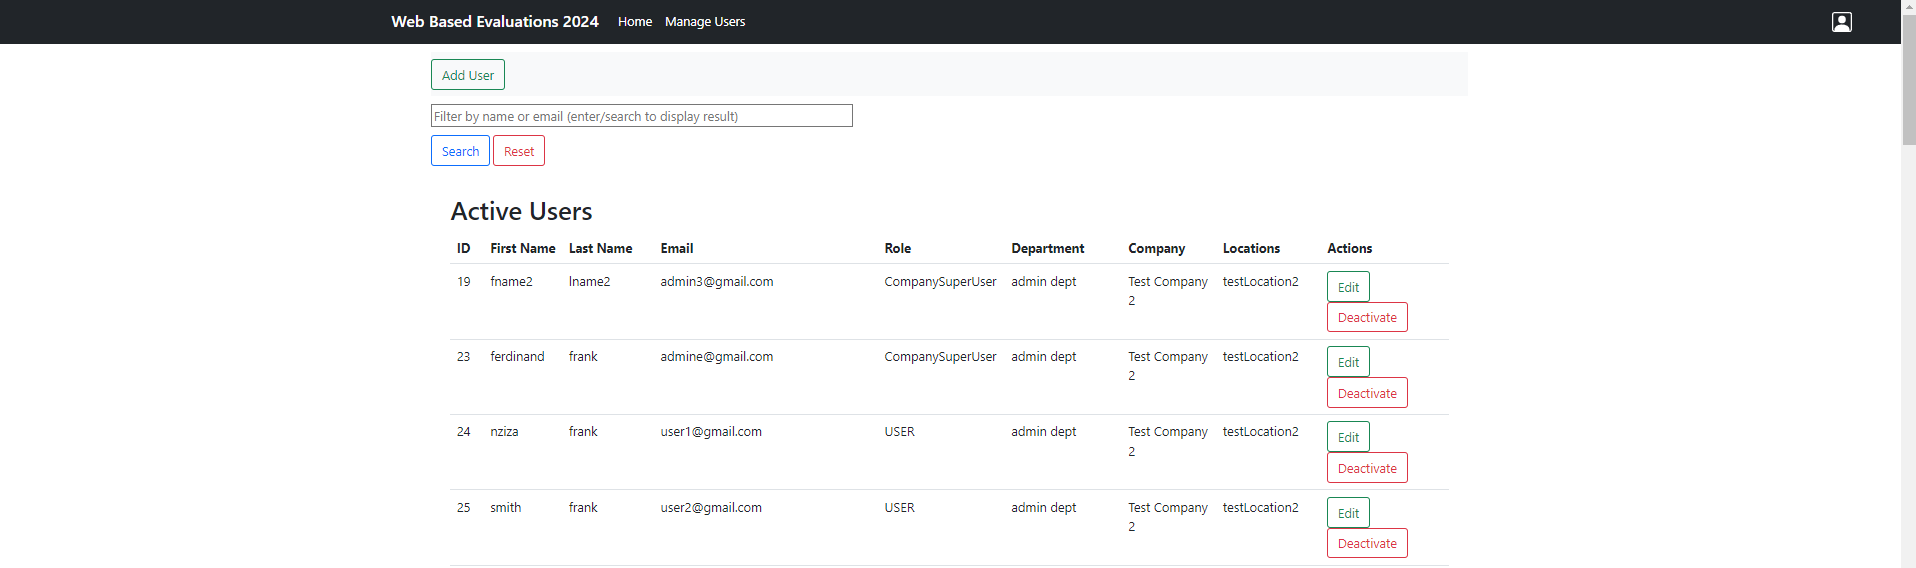 Web Based Evaluations 2024 Home Manage Users
Add User
Filter by name or email (enter/search to display result)
Search Reset
Active Users
ID First Name Last Name Email Role Department Company Locations Actions
19 fname2 lname2 admin3@gmail.com CompanySuperUser admin dept Test Company testLocation2 Edit
2
Deactivate
23 ferdinand frank admine@gmail.com CompanySuperUser admin dept Test Company testLocation2 Edit
2
Deactivate
24 nziza frank user1@gmail.com USER admin dept Test Company testLocation2 Edit
2
Deactivate
25 smith frank user2@gmail.com USER admin dept Test Company testLocation2 Edit
2
Deactivate